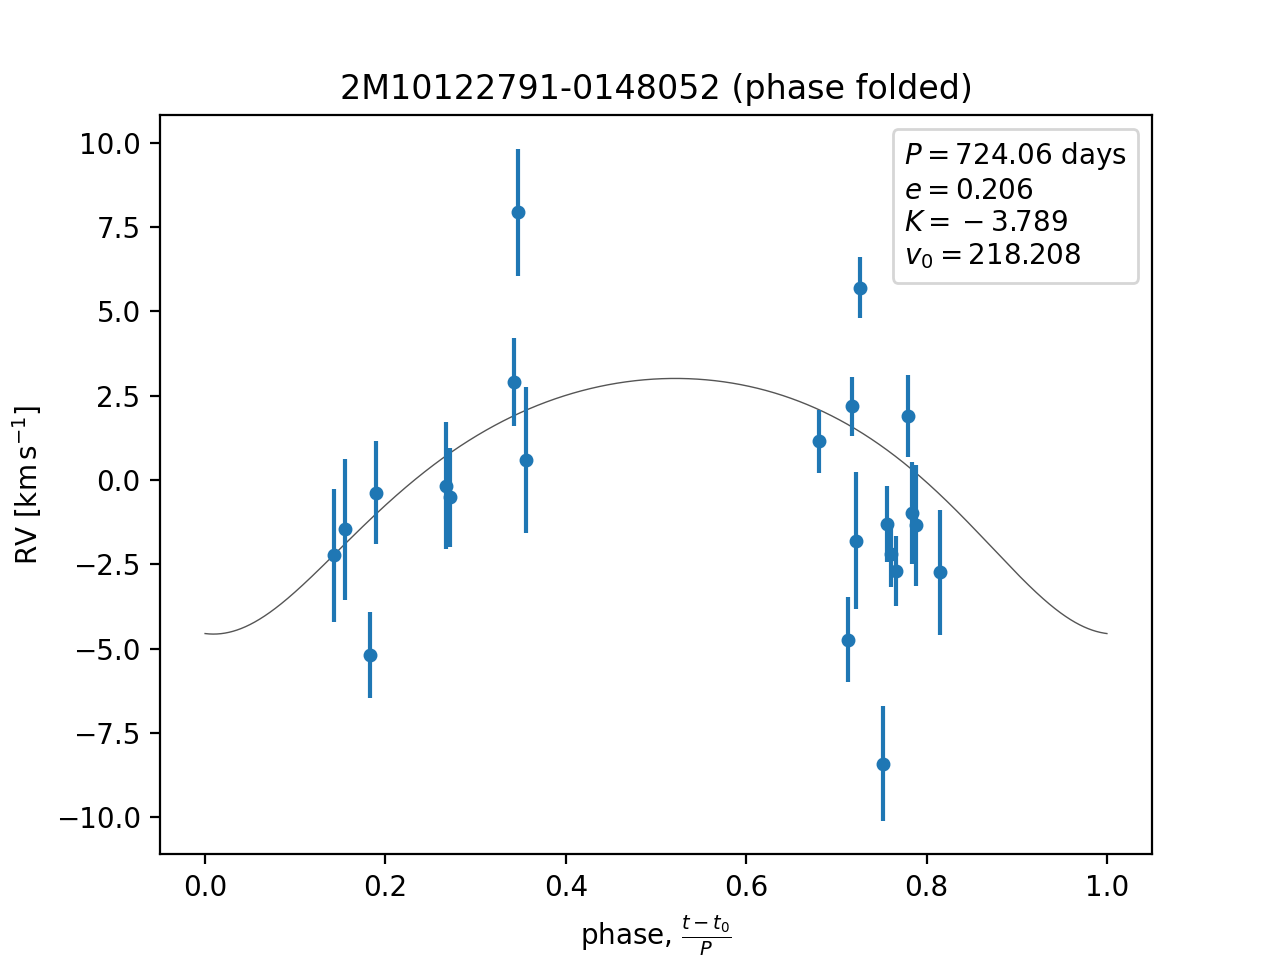 2M10122791-0148052 (phase folded)
P = 724.06 days
e = 0.206
K = −3.789
v₀ = 218.208
10.0
7.5
5.0
2.5
0.0
−2.5
−5.0
−7.5
−10.0
RV [km s⁻¹]
0.0 0.2 0.4 0.6 0.8 1.0
phase, (t − t₀)/P